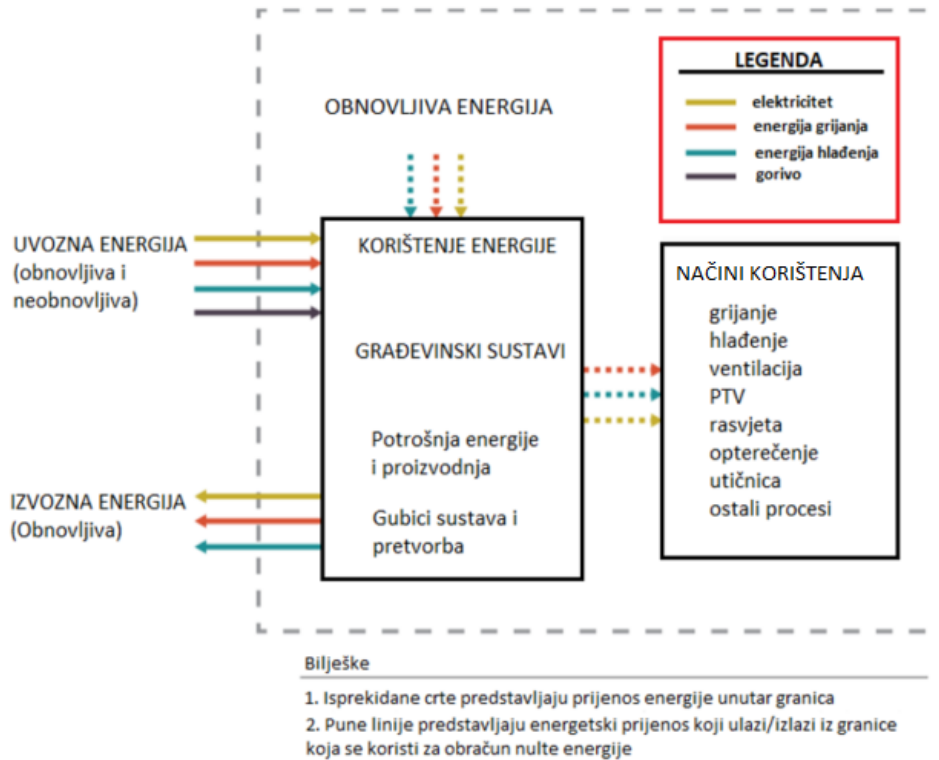 OBNOVLJIVA ENERGIJA
LEGENDA
elektricitet
energija grijanja
energija hlađenja
gorivo
UVOZNA ENERGIJA
(obnovljiva i
neobnovljiva)
KORIŠTENJE ENERGIJE
GRAĐEVINSKI SUSTAVI
Potrošnja energije
i proizvodnja
Gubici sustava i
pretvorba
NAČINI KORIŠTENJA
grijanje
hlađenje
ventilacija
PTV
rasvjeta
opterečenje
utičnica
ostali procesi
IZVOZNA ENERGIJA
(Obnovljiva)
Bilješke
1. Isprekidane crte predstavljaju prijenos energije unutar granica
2. Pune linije predstavljaju energetski prijenos koji ulazi/izlazi iz granice
koja se koristi za obračun nulte energije